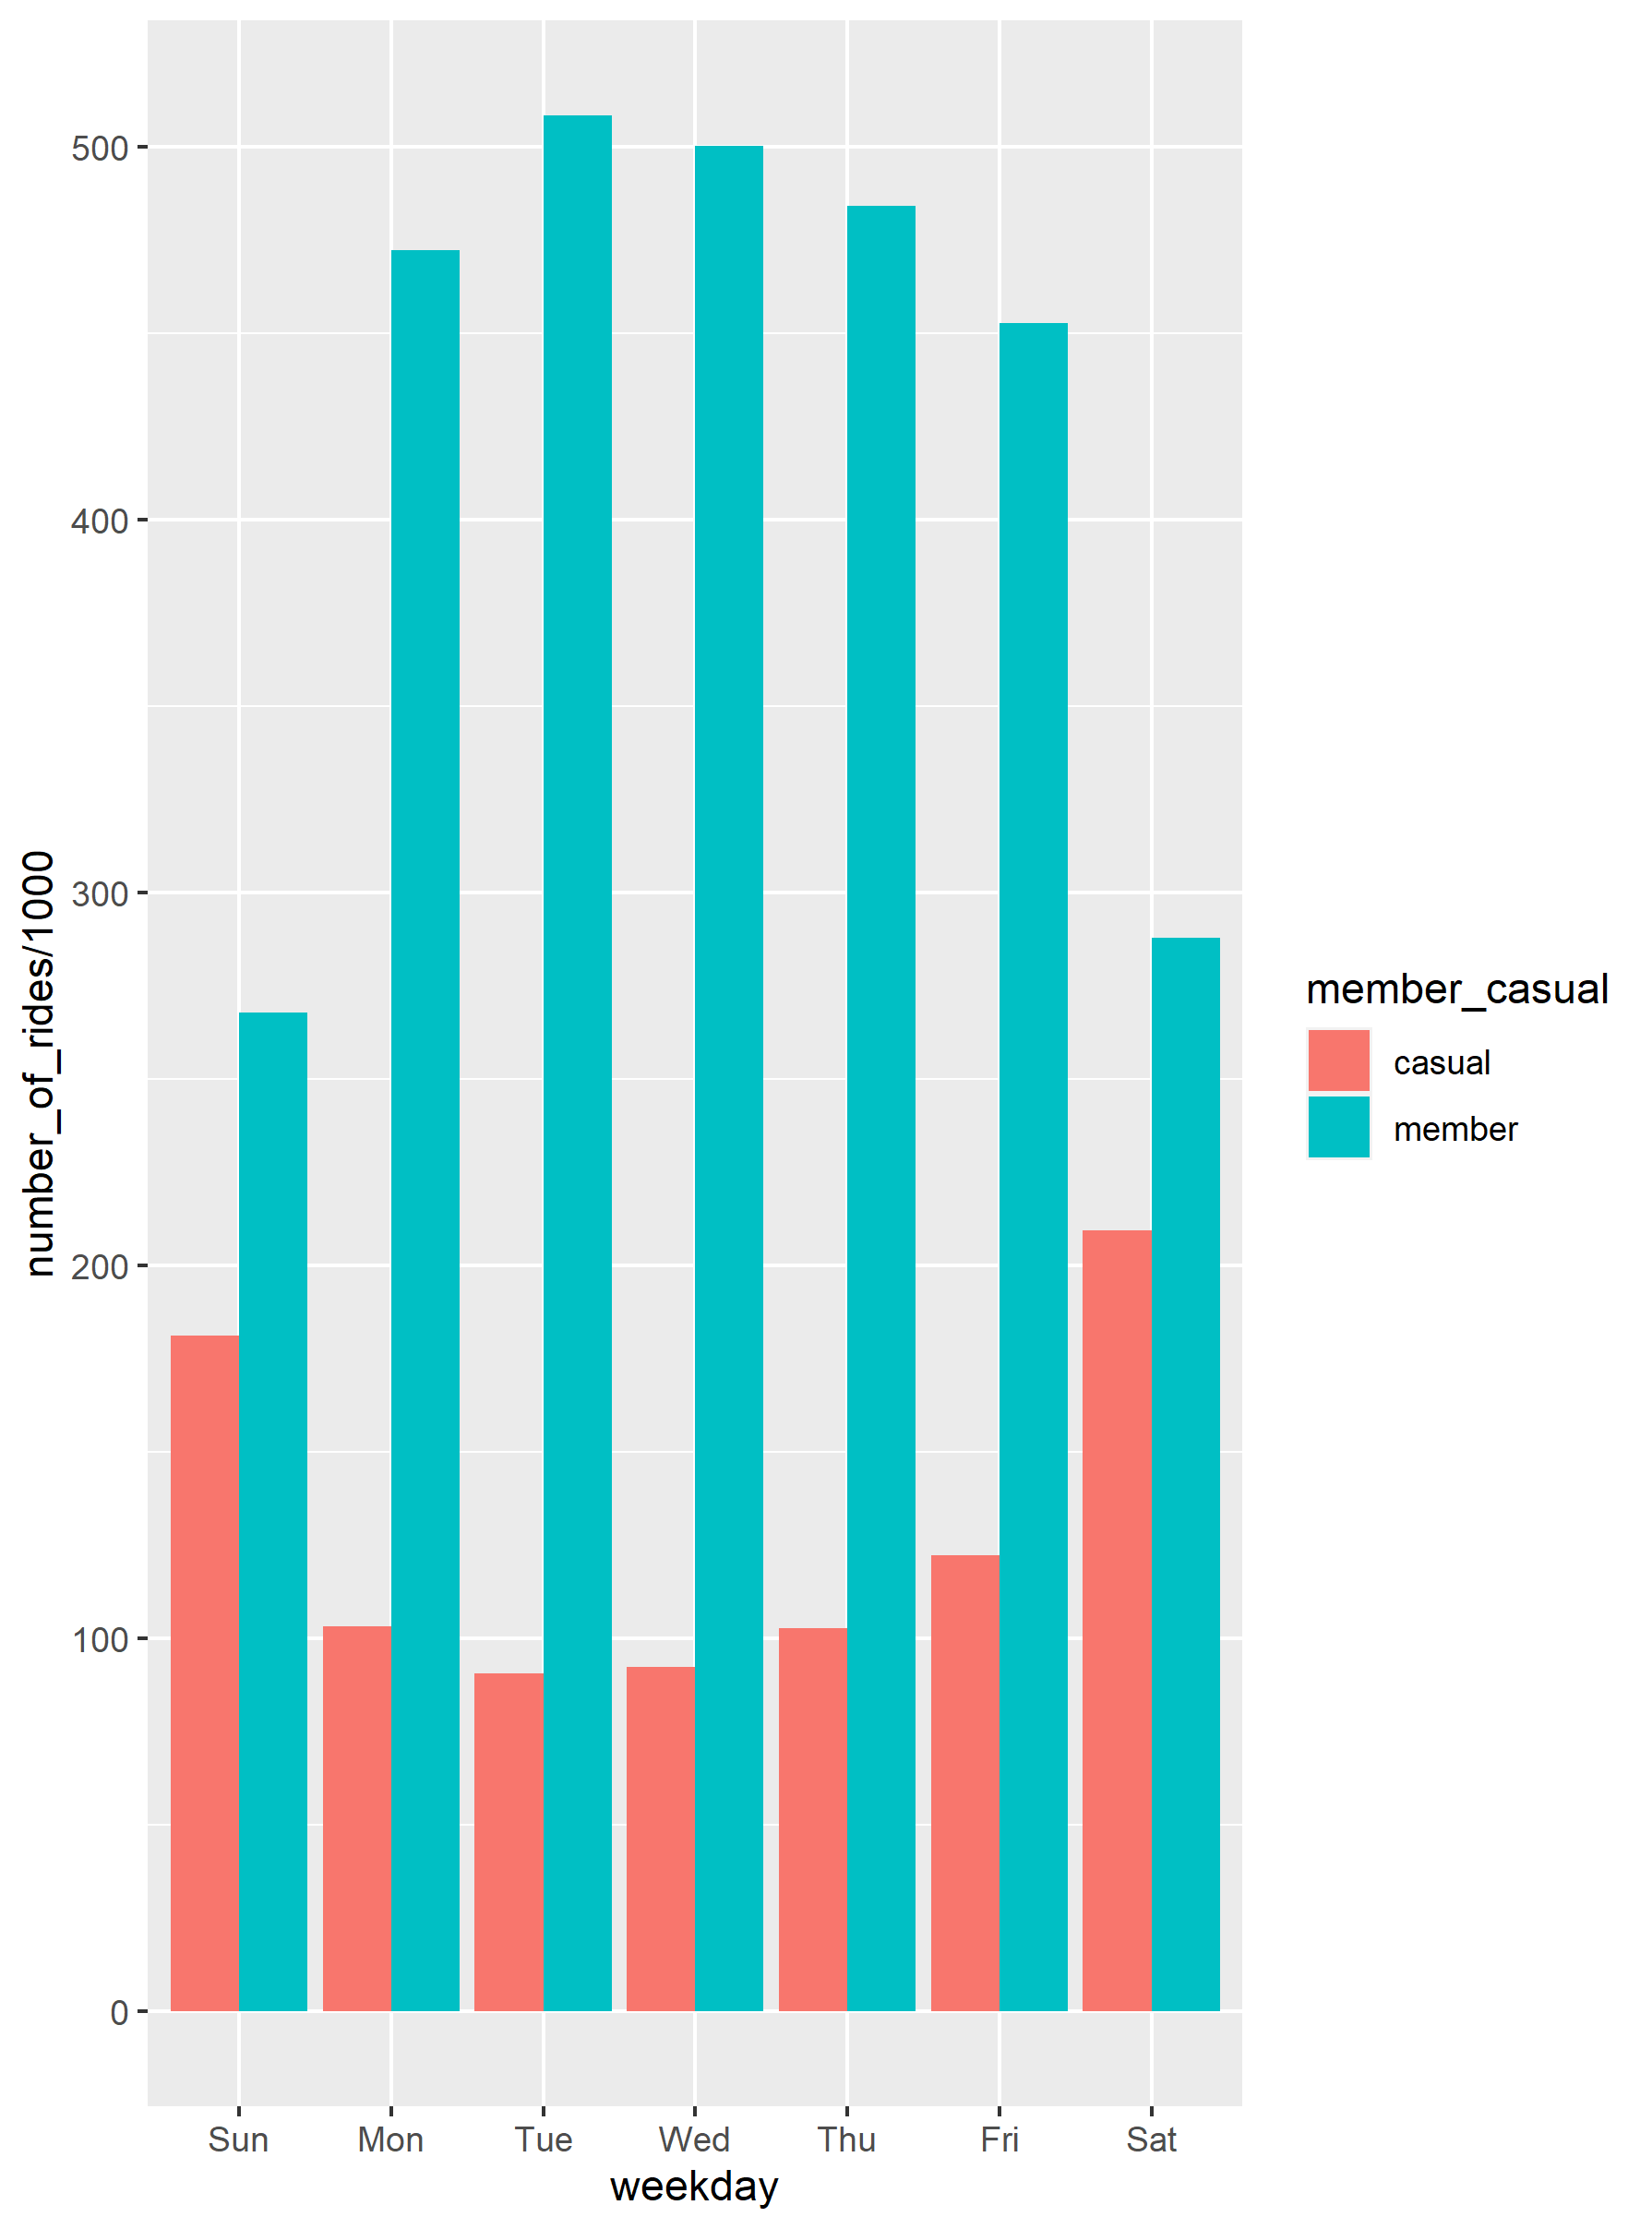 number_of_rides/1000
500
400
300
200
100
0
Sun Mon Tue Wed Thu Fri Sat
weekday
member_casual
casual
member